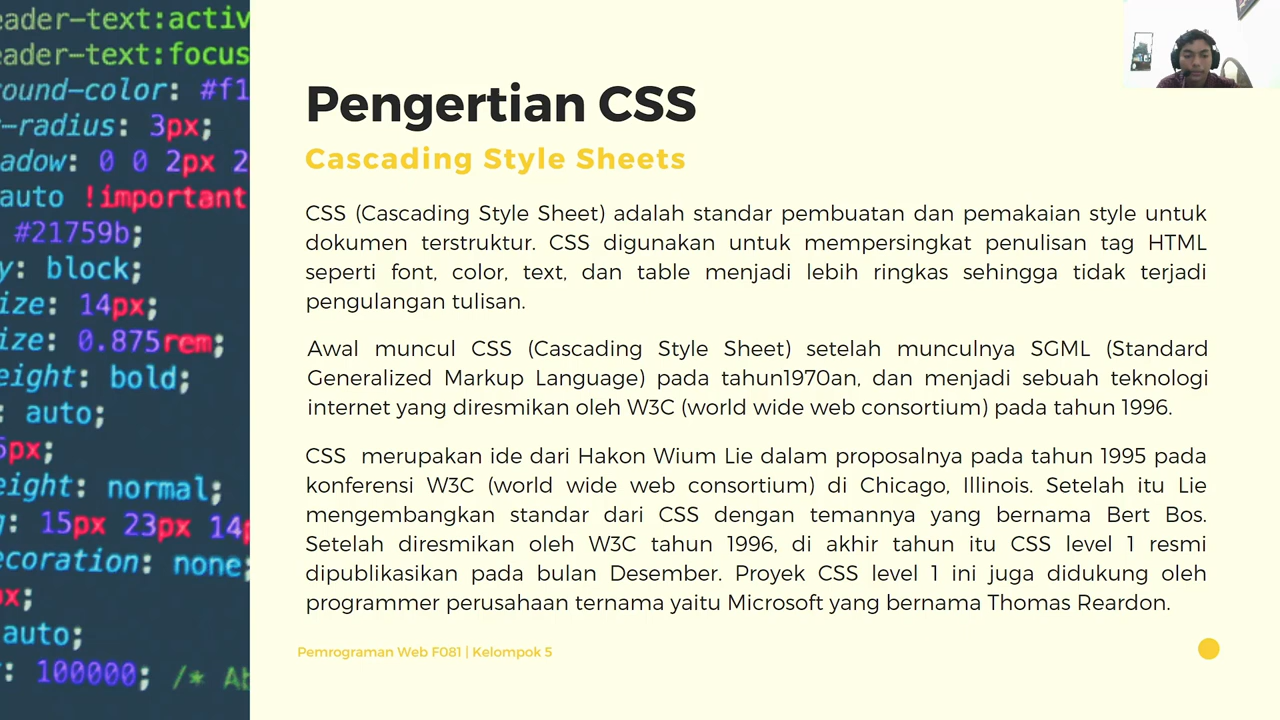 eader-text:activ
eader-text:focus
ound-color: #f1
-radius: 3px;
adow: 0 0 2px 2
auto !important
#21759b;
y: block;
ize: 14px;
ize: 0.875rem;
eight: bold;
: auto;
5px;
eight: normal;
g: 15px 23px 14p
ecoration: none;
px;
auto;
: 100000; /* Ab
Pengertian CSS
Cascading Style Sheets
CSS (Cascading Style Sheet) adalah standar pembuatan dan pemakaian style untuk
dokumen terstruktur. CSS digunakan untuk mempersingkat penulisan tag HTML
seperti font, color, text, dan table menjadi lebih ringkas sehingga tidak terjadi
pengulangan tulisan.
Awal muncul CSS (Cascading Style Sheet) setelah munculnya SGML (Standard
Generalized Markup Language) pada tahun1970an, dan menjadi sebuah teknologi
internet yang diresmikan oleh W3C (world wide web consortium) pada tahun 1996.
CSS merupakan ide dari Hakon Wium Lie dalam proposalnya pada tahun 1995 pada
konferensi W3C (world wide web consortium) di Chicago, Illinois. Setelah itu Lie
mengembangkan standar dari CSS dengan temannya yang bernama Bert Bos.
Setelah diresmikan oleh W3C tahun 1996, di akhir tahun itu CSS level 1 resmi
dipublikasikan pada bulan Desember. Proyek CSS level 1 ini juga didukung oleh
programmer perusahaan ternama yaitu Microsoft yang bernama Thomas Reardon.
Pemrograman Web F081 | Kelompok 5